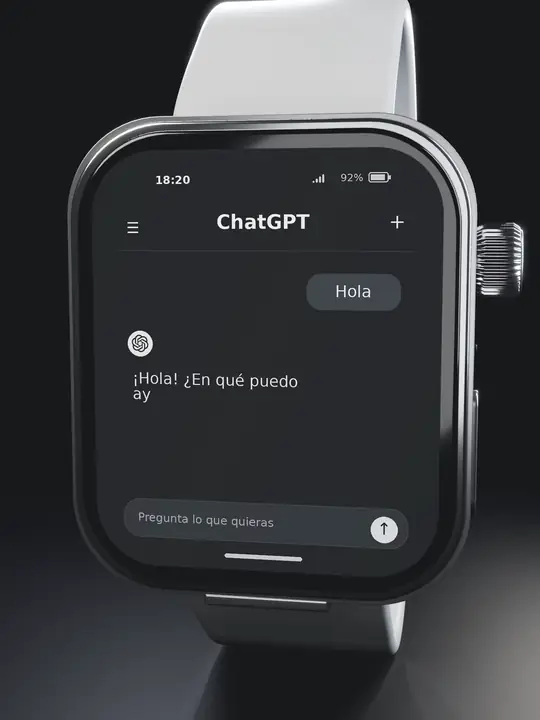 18:20 92%
ChatGPT
Hola
¡Hola! ¿En qué puedo
ay
Pregunta lo que quieras